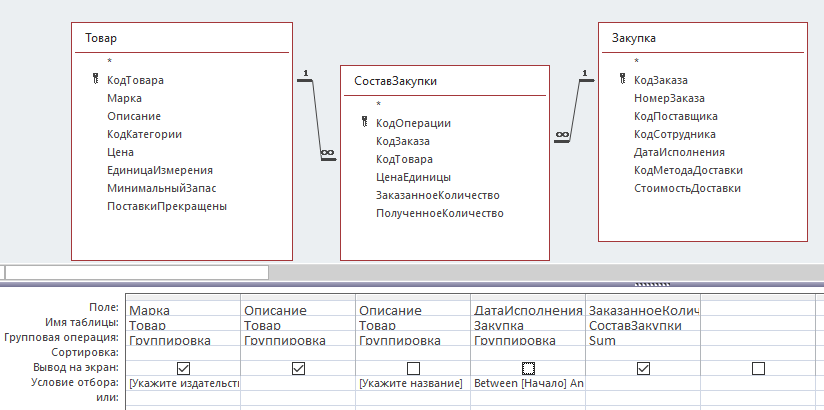 Товар
*
КодТовара
Марка
Описание
КодКатегории
Цена
ЕдиницаИзмерения
МинимальныйЗапас
ПоставкиПрекращены
1
∞
СоставЗакупки
*
КодОперации
КодЗаказа
КодТовара
ЦенаЕдиницы
ЗаказанноеКоличество
ПолученноеКоличество
1
∞
Закупка
*
КодЗаказа
НомерЗаказа
КодПоставщика
КодСотрудника
ДатаИсполнения
КодМетодаДоставки
СтоимостьДоставки
Поле: Марка Описание Описание ДатаИсполнения ЗаказанноеКолич
Имя таблицы: Товар Товар Товар Закупка СоставЗакупки
Групповая операция: Группировка Группировка Группировка Группировка Sum
Сортировка:
Вывод на экран:
Условие отбора: [Укажите издательст [Укажите название] Between [Начало] An
или: